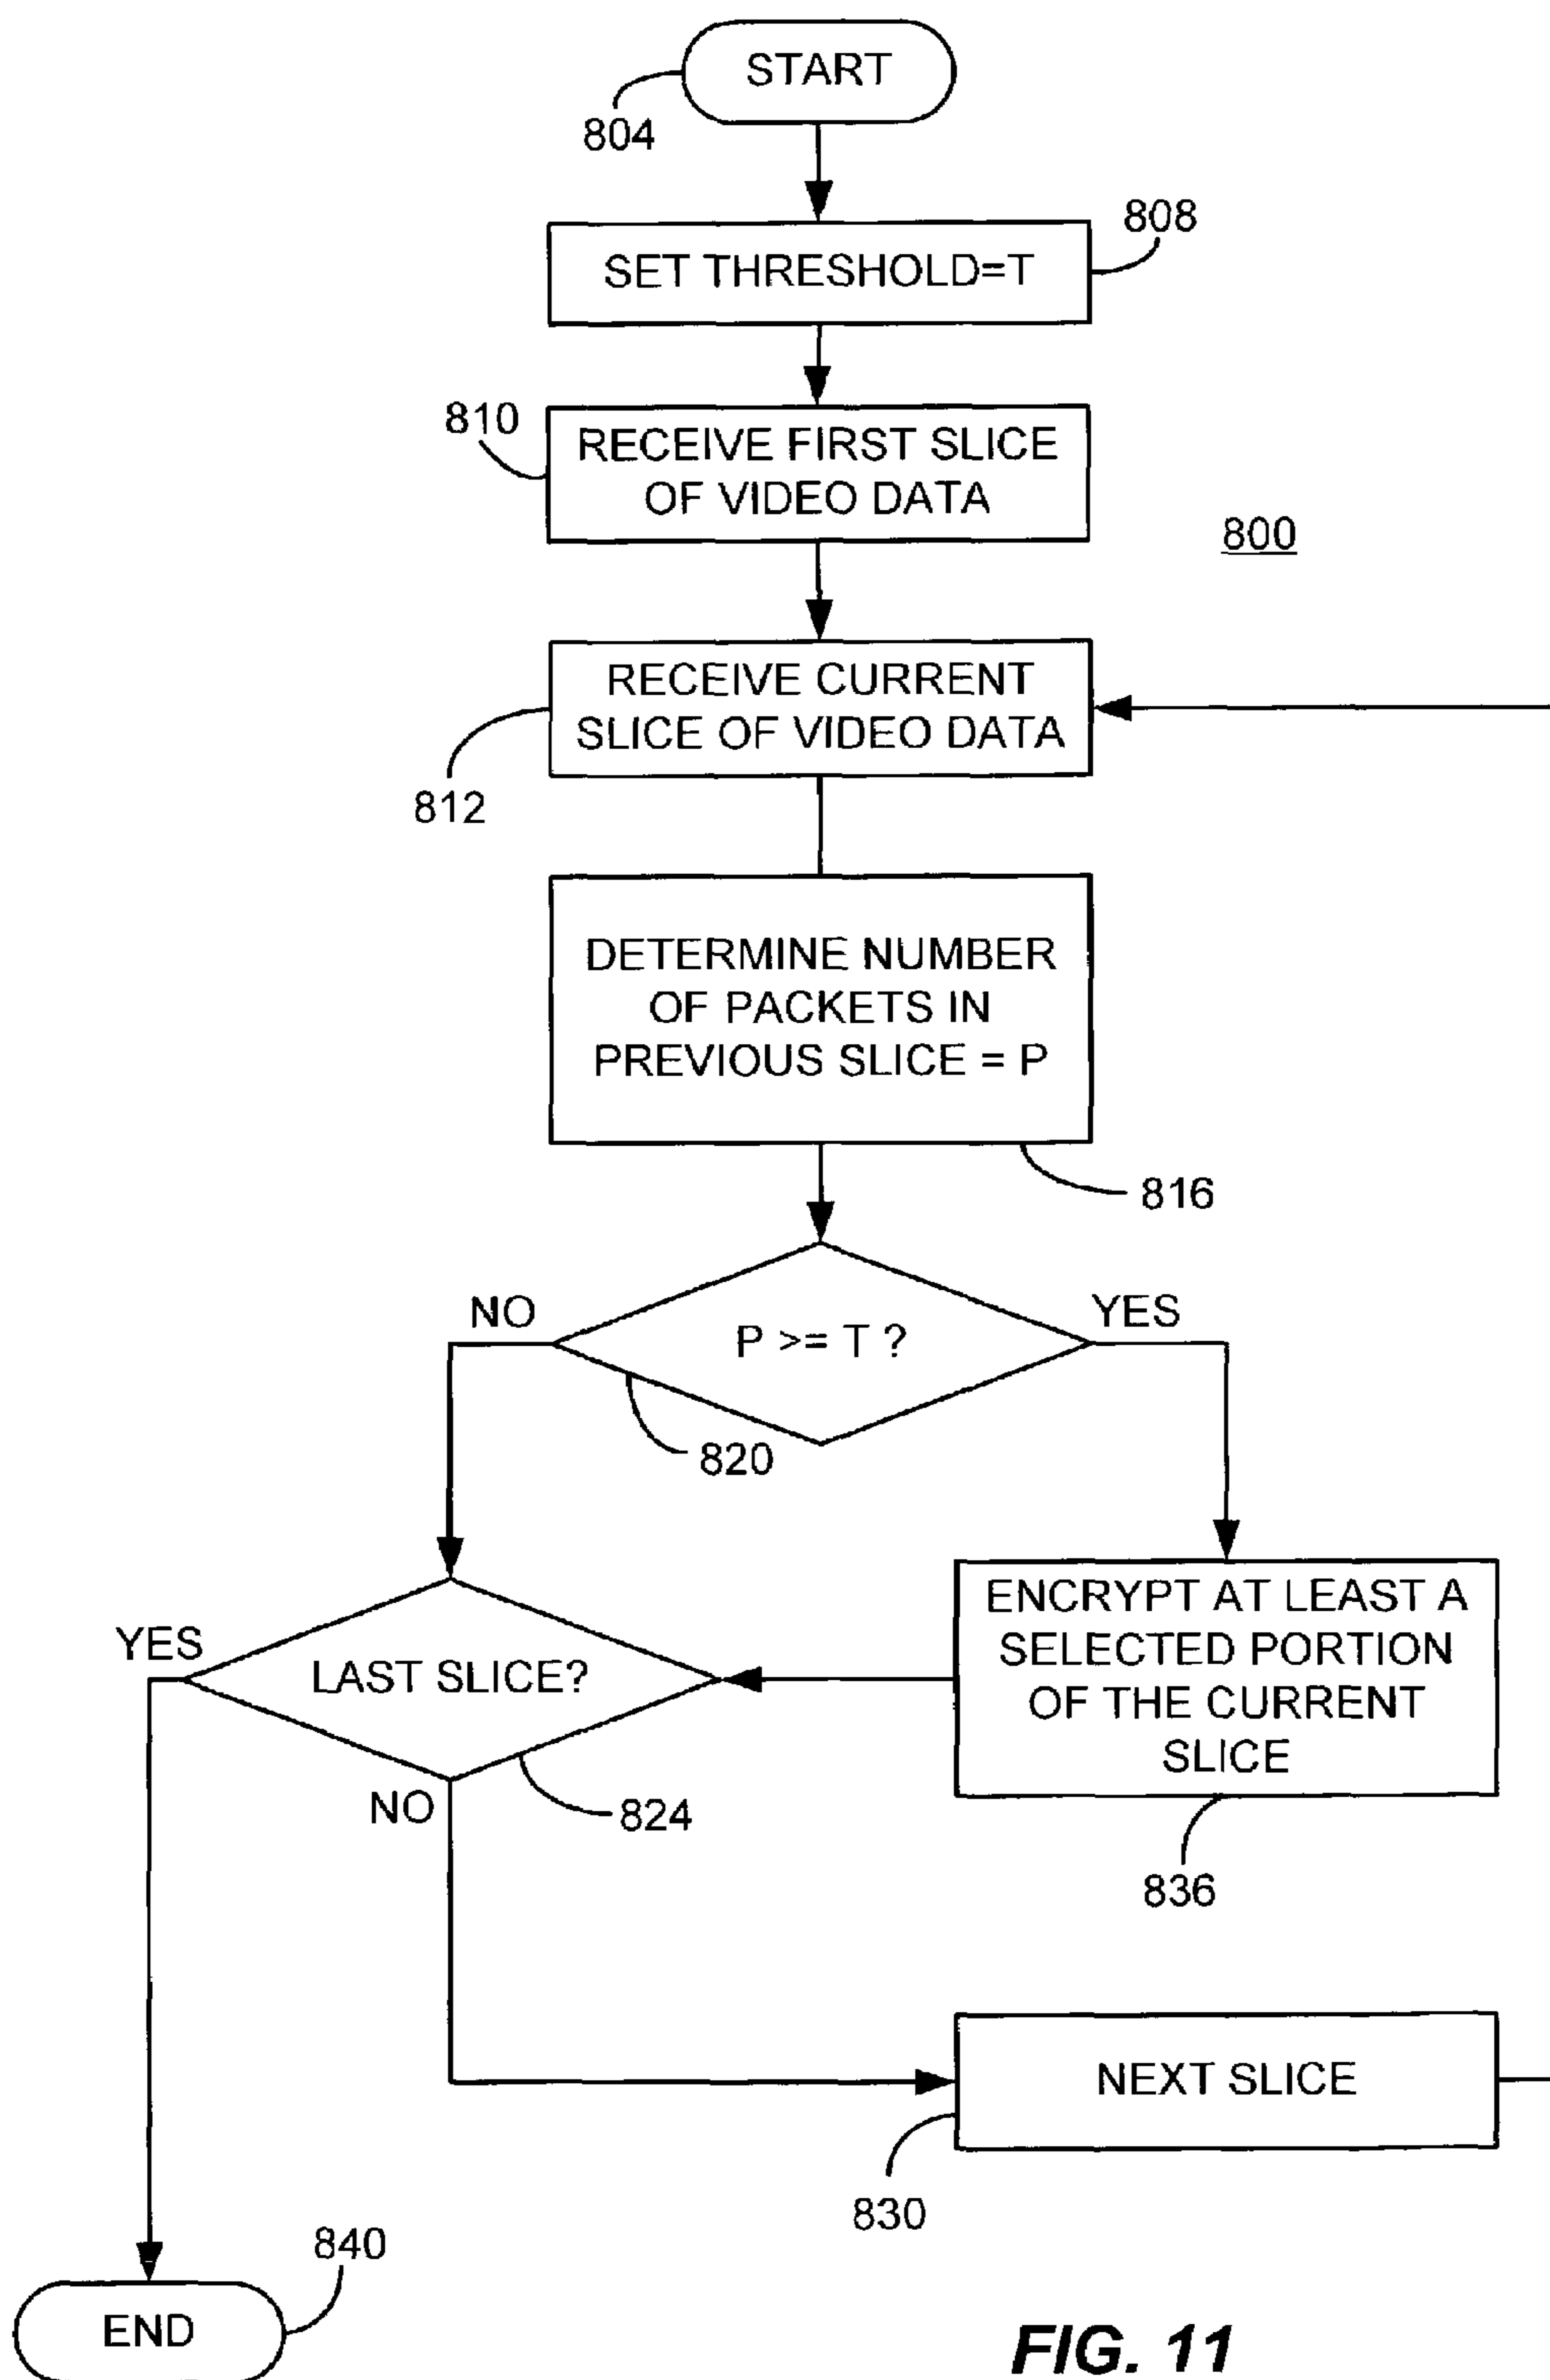 START
804
808
SET THRESHOLD=T
810
RECEIVE FIRST SLICE
OF VIDEO DATA
800
RECEIVE CURRENT
SLICE OF VIDEO DATA
812
DETERMINE NUMBER
OF PACKETS IN
PREVIOUS SLICE = P
816
NO
YES
P >= T ?
820
YES
LAST SLICE?
ENCRYPT AT LEAST A
SELECTED PORTION
OF THE CURRENT
SLICE
NO
824
836
NEXT SLICE
830
840
END
FIG. 11